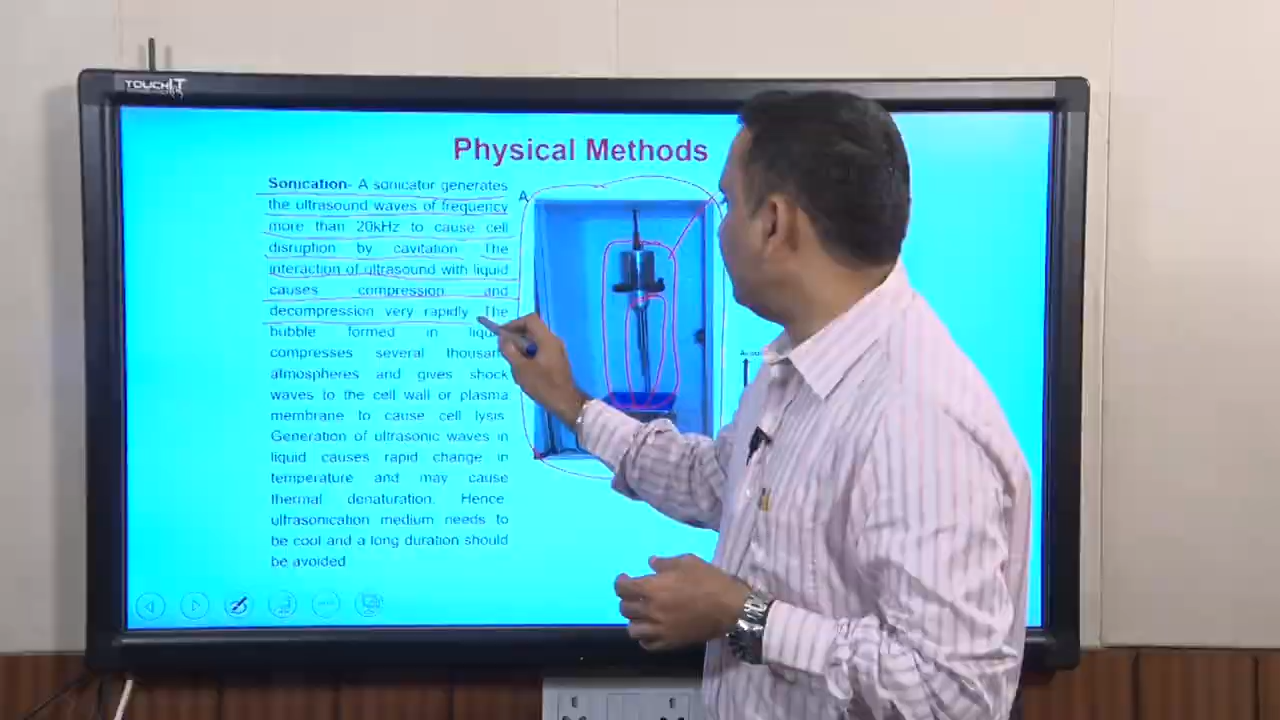 TOUCHIT
Physical Methods
Sonication- A sonicator generates
the ultrasound waves of frequency
more than 20kHz to cause cell
disruption by cavitation The
interaction of ultrasound with liquid
causes compression and
decompression very rapidly The
bubble formed in
compresses several
atmospheres and gives shock
waves to the cell wall or plasma
membrane to cause cell lysis.
Generation of ultrasonic waves in
liquid causes rapid change in
temperature and may cause
thermal denaturation. Hence
ultrasonication medium needs to
be cool and a long duration should
be avoided
A